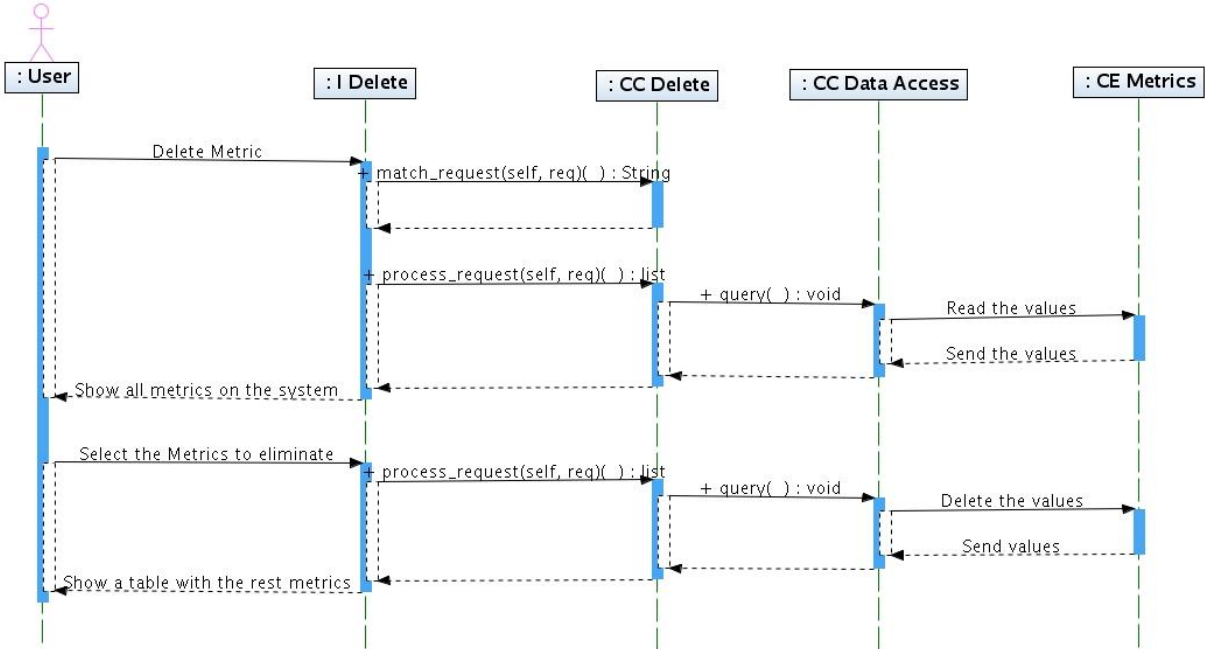 : User
: I Delete
: CC Delete
: CC Data Access
: CE Metrics
Delete Metric
+ match_request(self, req)( ) : String
+ process_request(self, req)( ) : list
+ query( ) : void
Read the values
Send the values
Show all metrics on the system
Select the Metrics to eliminate
+ process_request(self, req)( ) : list
+ query( ) : void
Delete the values
Send values
Show a table with the rest metrics